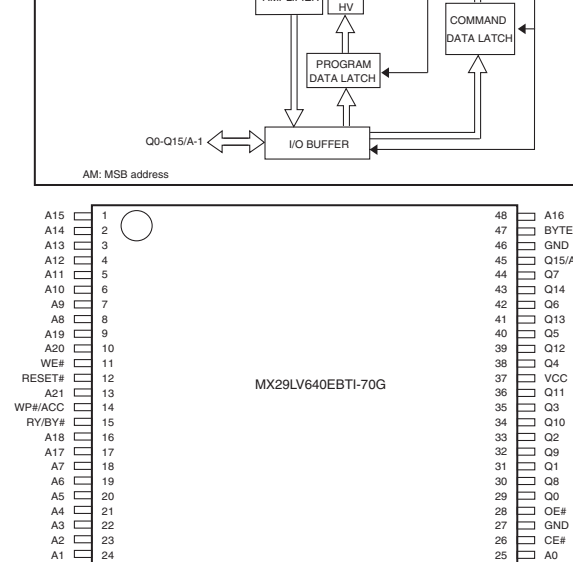 HV
COMMAND
DATA LATCH
PROGRAM
DATA LATCH
Q0-Q15/A-1
I/O BUFFER
AM: MSB address
A15 1 48 A16
A14 2 47 BYTE
A13 3 46 GND
A12 4 45 Q15/A
A11 5 44 Q7
A10 6 43 Q14
A9 7 42 Q6
A8 8 41 Q13
A19 9 40 Q5
A20 10 39 Q12
WE# 11 38 Q4
RESET# 12 37 VCC
A21 13 36 Q11
WP#/ACC 14 35 Q3
RY/BY# 15 34 Q10
A18 16 33 Q2
A17 17 32 Q9
A7 18 31 Q1
A6 19 30 Q8
A5 20 29 Q0
A4 21 28 OE#
A3 22 27 GND
A2 23 26 CE#
A1 24 25 A0
MX29LV640EBTI-70G